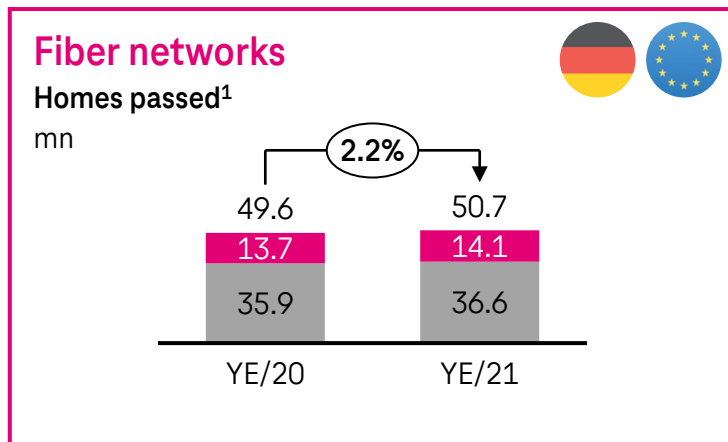 Fiber networks
Homes passed¹
mn
2.2%
49.6 50.7
13.7 14.1
35.9 36.6
YE/20 YE/21